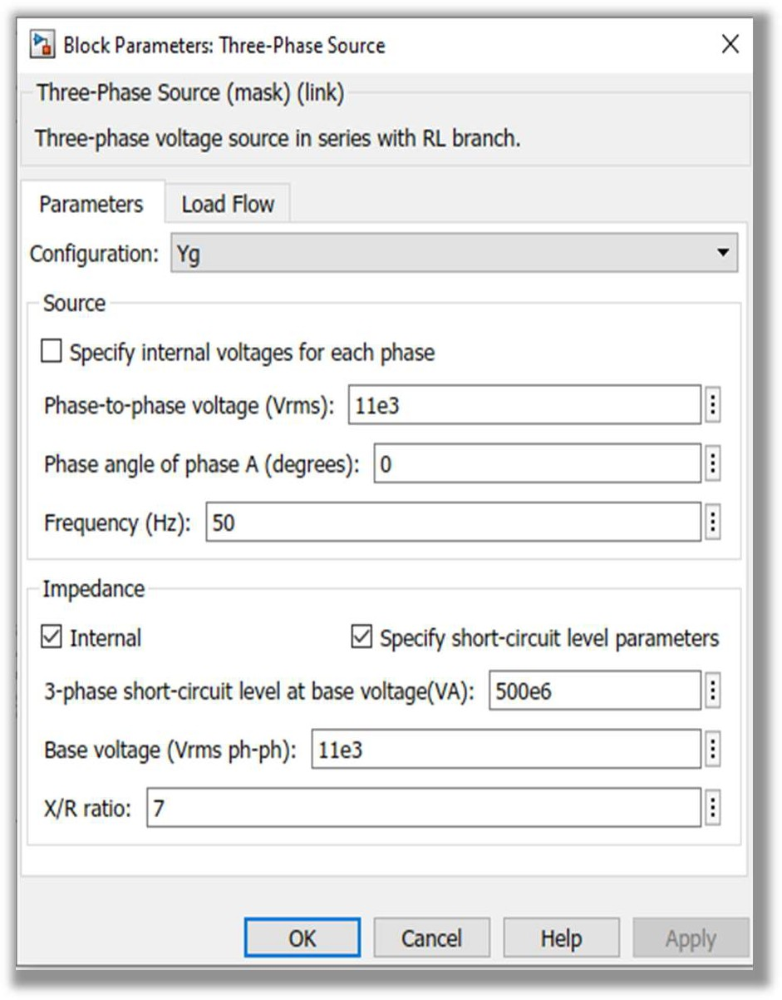 Block Parameters: Three-Phase Source
Three-Phase Source (mask) (link)
Three-phase voltage source in series with RL branch.
Parameters Load Flow
Configuration: Yg
Source
Specify internal voltages for each phase
Phase-to-phase voltage (Vrms): 11e3
Phase angle of phase A (degrees): 0
Frequency (Hz): 50
Impedance
Internal Specify short-circuit level parameters
3-phase short-circuit level at base voltage(VA): 500e6
Base voltage (Vrms ph-ph): 11e3
X/R ratio: 7
OK Cancel Help Apply